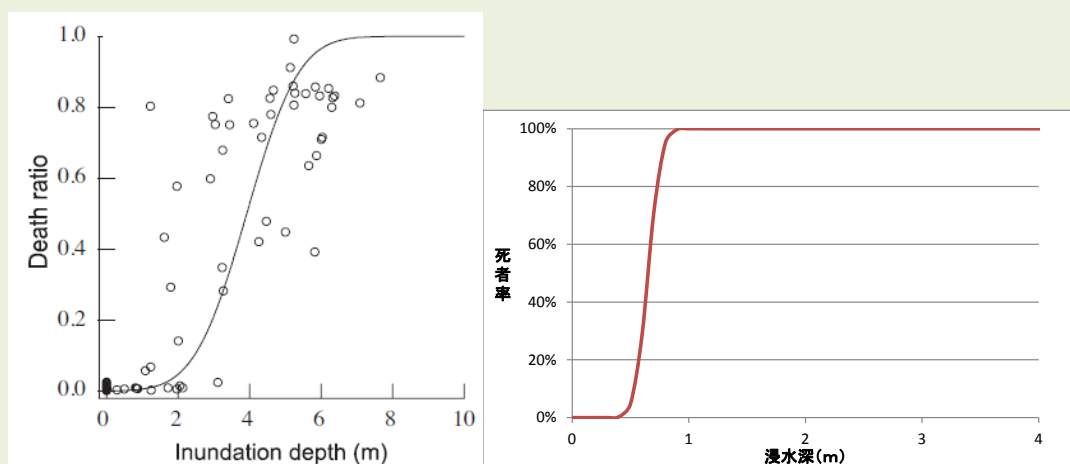 1.0
0.8
0.6
0.4
0.2
0.0
Death ratio
0 2 4 6 8 10
Inundation depth (m)
100%
80%
60%
40%
20%
0%
死者率
0 1 2 3 4
浸水深(m)